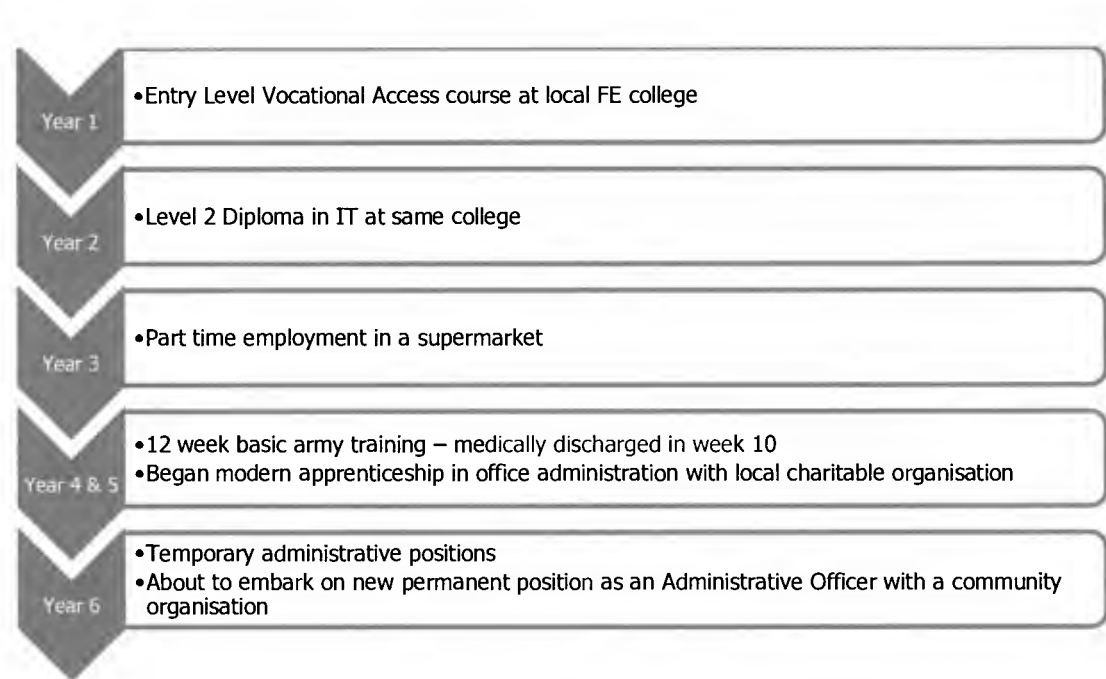 Year 1
•Entry Level Vocational Access course at local FE college
Year 2
•Level 2 Diploma in IT at same college
Year 3
•Part time employment in a supermarket
Year 4 & 5
•12 week basic army training – medically discharged in week 10
•Began modern apprenticeship in office administration with local charitable organisation
Year 6
•Temporary administrative positions
•About to embark on new permanent position as an Administrative Officer with a community
organisation